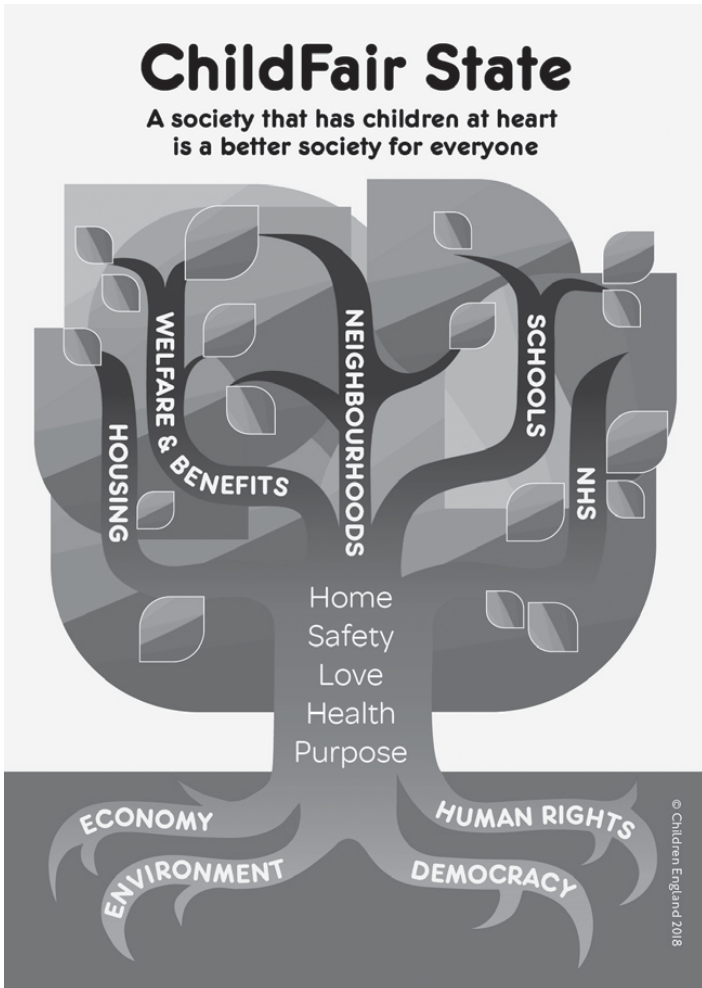 ChildFair State
A society that has children at heart
is a better society for everyone
HOUSING
WELFARE & BENEFITS
NEIGHBOURHOODS
SCHOOLS
NHS
Home
Safety
Love
Health
Purpose
ECONOMY
ENVIRONMENT
HUMAN RIGHTS
DEMOCRACY
© Children England 2018